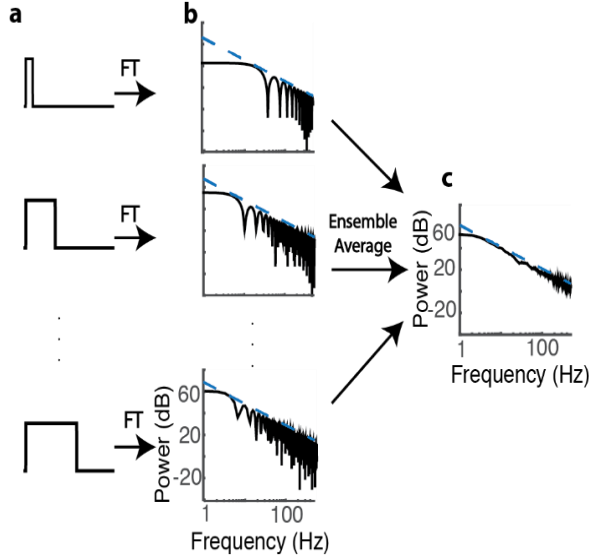 a
b
FT
FT
Ensemble
Average
c
Power (dB)
60
20
-20
1
100
Frequency (Hz)
FT
Power (dB)
60
20
-20
1
100
Frequency (Hz)